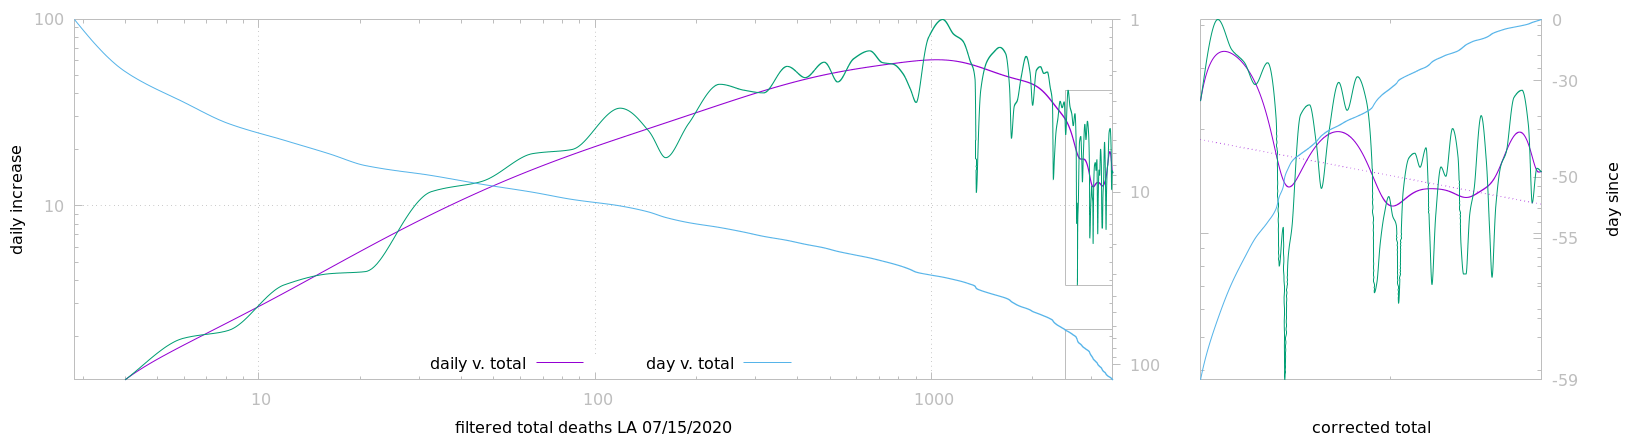 100
10
daily increase
10
100
1000
filtered total deaths LA 07/15/2020
daily v. total
day v. total
1
10
100
0
-30
-50
-55
-59
day since
corrected total